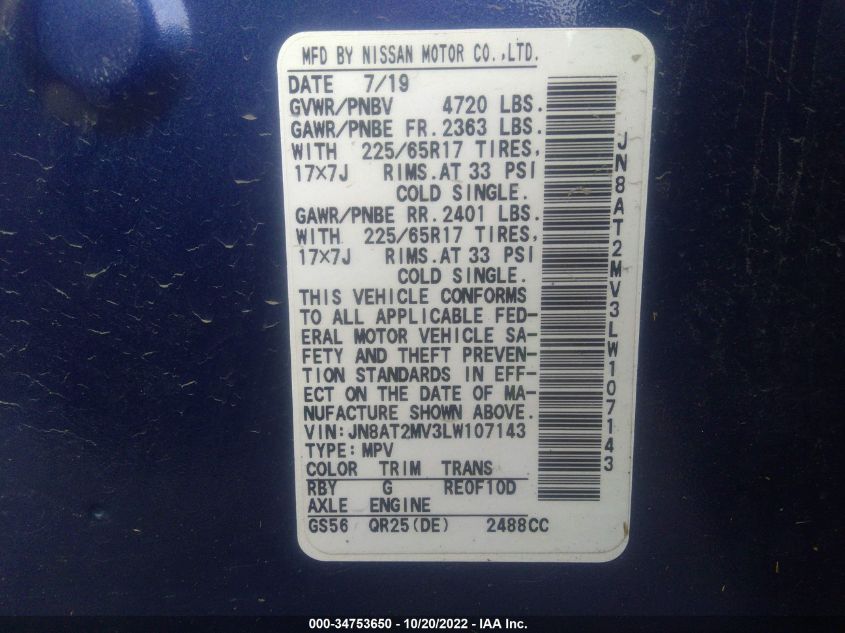 MFD BY NISSAN MOTOR CO.,LTD.
DATE 7/19
GVWR/PNBV 4720 LBS.
GAWR/PNBE FR. 2363 LBS.
WITH 225/65R17 TIRES,
17×7J RIMS.AT 33 PSI
COLD SINGLE.
GAWR/PNBE RR. 2401 LBS.
WITH 225/65R17 TIRES,
17×7J RIMS.AT 33 PSI
COLD SINGLE.
THIS VEHICLE CONFORMS
TO ALL APPLICABLE FED-
ERAL MOTOR VEHICLE SA-
FETY AND THEFT PREVEN-
TION STANDARDS IN EFF-
ECT ON THE DATE OF MA-
NUFACTURE SHOWN ABOVE.
VIN: JN8AT2MV3LW107143
TYPE: MPV
COLOR TRIM TRANS
RBY G RE0F10D
AXLE ENGINE
GS56 QR25(DE) 2488CC
JN8AT2MV3LW107143
000-34753650 - 10/20/2022 - IAA Inc.